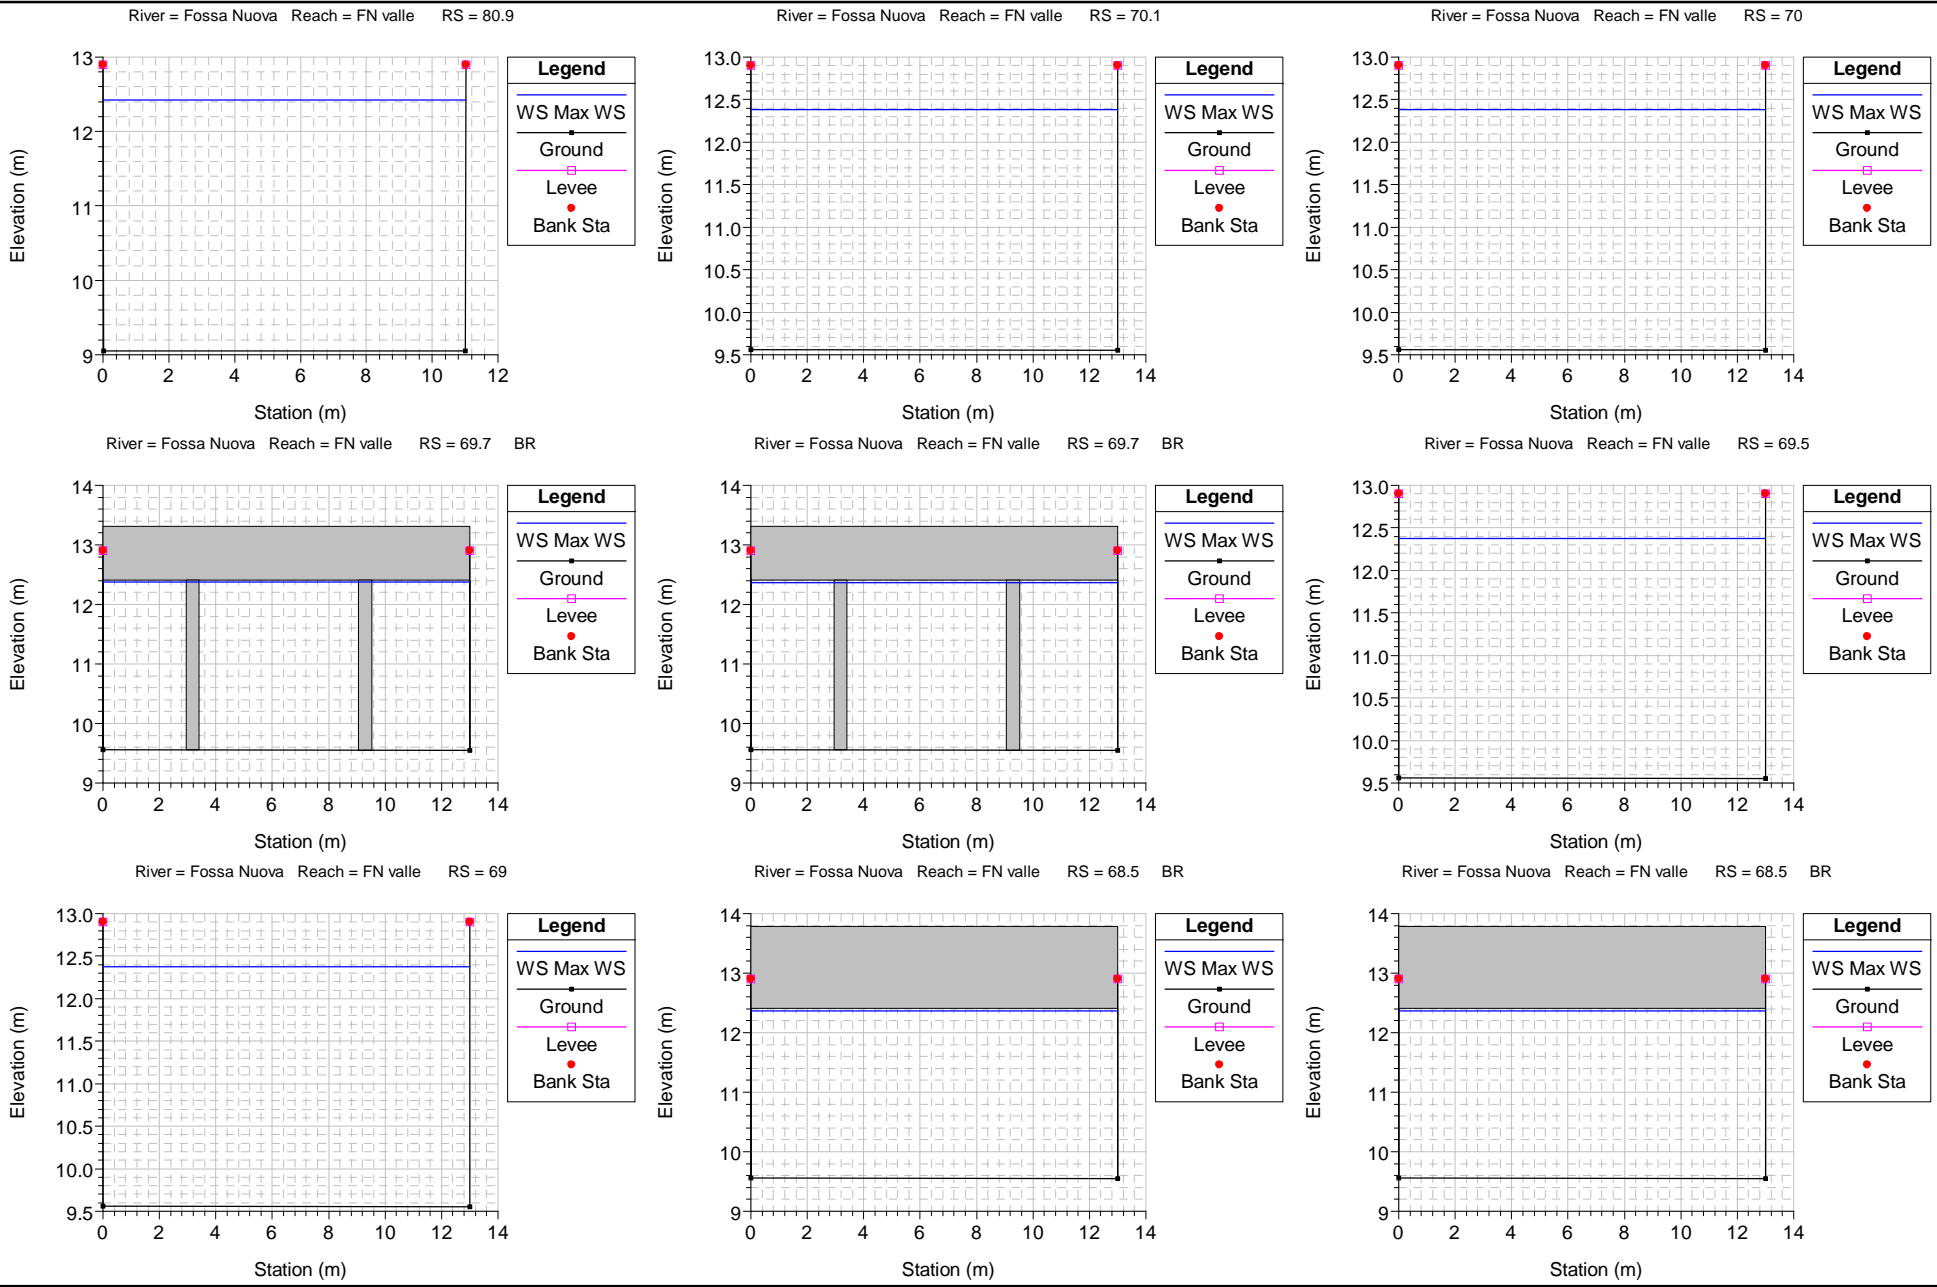 River = Fossa Nuova Reach = FN valle RS = 80.9
13
12
11
10
9
0 2 4 6 8 10 12
Elevation (m)
Station (m)
Legend
WS Max WS
Ground
Levee
Bank Sta
River = Fossa Nuova Reach = FN valle RS = 70.1
13.0
12.5
12.0
11.5
11.0
10.5
10.0
9.5
0 2 4 6 8 10 12 14
Elevation (m)
Station (m)
Legend
WS Max WS
Ground
Levee
Bank Sta
River = Fossa Nuova Reach = FN valle RS = 70
13.0
12.5
12.0
11.5
11.0
10.5
10.0
9.5
0 2 4 6 8 10 12 14
Elevation (m)
Station (m)
Legend
WS Max WS
Ground
Levee
Bank Sta
River = Fossa Nuova Reach = FN valle RS = 69.7 BR
14
13
12
11
10
9
0 2 4 6 8 10 12 14
Elevation (m)
Station (m)
Legend
WS Max WS
Ground
Levee
Bank Sta
River = Fossa Nuova Reach = FN valle RS = 69.7 BR
14
13
12
11
10
9
0 2 4 6 8 10 12 14
Elevation (m)
Station (m)
Legend
WS Max WS
Ground
Levee
Bank Sta
River = Fossa Nuova Reach = FN valle RS = 69.5
13.0
12.5
12.0
11.5
11.0
10.5
10.0
9.5
0 2 4 6 8 10 12 14
Elevation (m)
Station (m)
Legend
WS Max WS
Ground
Levee
Bank Sta
River = Fossa Nuova Reach = FN valle RS = 69
13.0
12.5
12.0
11.5
11.0
10.5
10.0
9.5
0 2 4 6 8 10 12 14
Elevation (m)
Station (m)
Legend
WS Max WS
Ground
Levee
Bank Sta
River = Fossa Nuova Reach = FN valle RS = 68.5 BR
14
13
12
11
10
9
0 2 4 6 8 10 12 14
Elevation (m)
Station (m)
Legend
WS Max WS
Ground
Levee
Bank Sta
River = Fossa Nuova Reach = FN valle RS = 68.5 BR
14
13
12
11
10
9
0 2 4 6 8 10 12 14
Elevation (m)
Station (m)
Legend
WS Max WS
Ground
Levee
Bank Sta